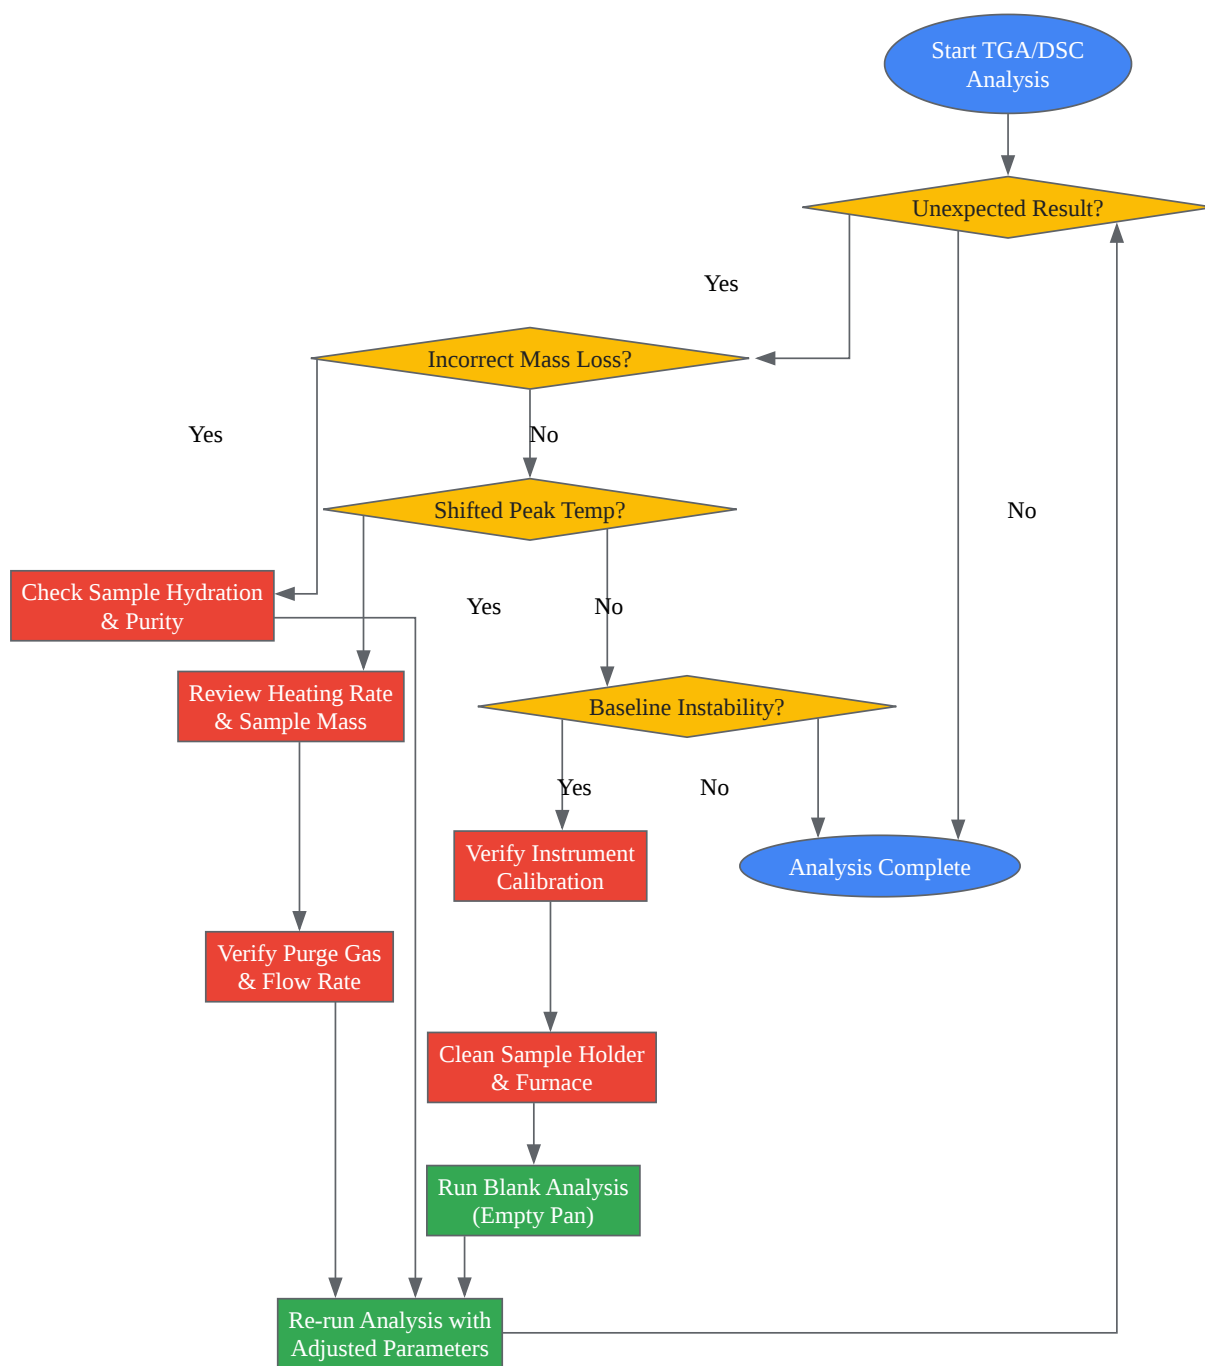 Start TGA/DSC
Analysis
Unexpected Result?
Yes
Incorrect Mass Loss?
Yes
No
Shifted Peak Temp?
No
Check Sample Hydration
& Purity
Yes
No
Review Heating Rate
& Sample Mass
Baseline Instability?
Yes
No
Verify Instrument
Calibration
Analysis Complete
Verify Purge Gas
& Flow Rate
Clean Sample Holder
& Furnace
Run Blank Analysis
(Empty Pan)
Re-run Analysis with
Adjusted Parameters